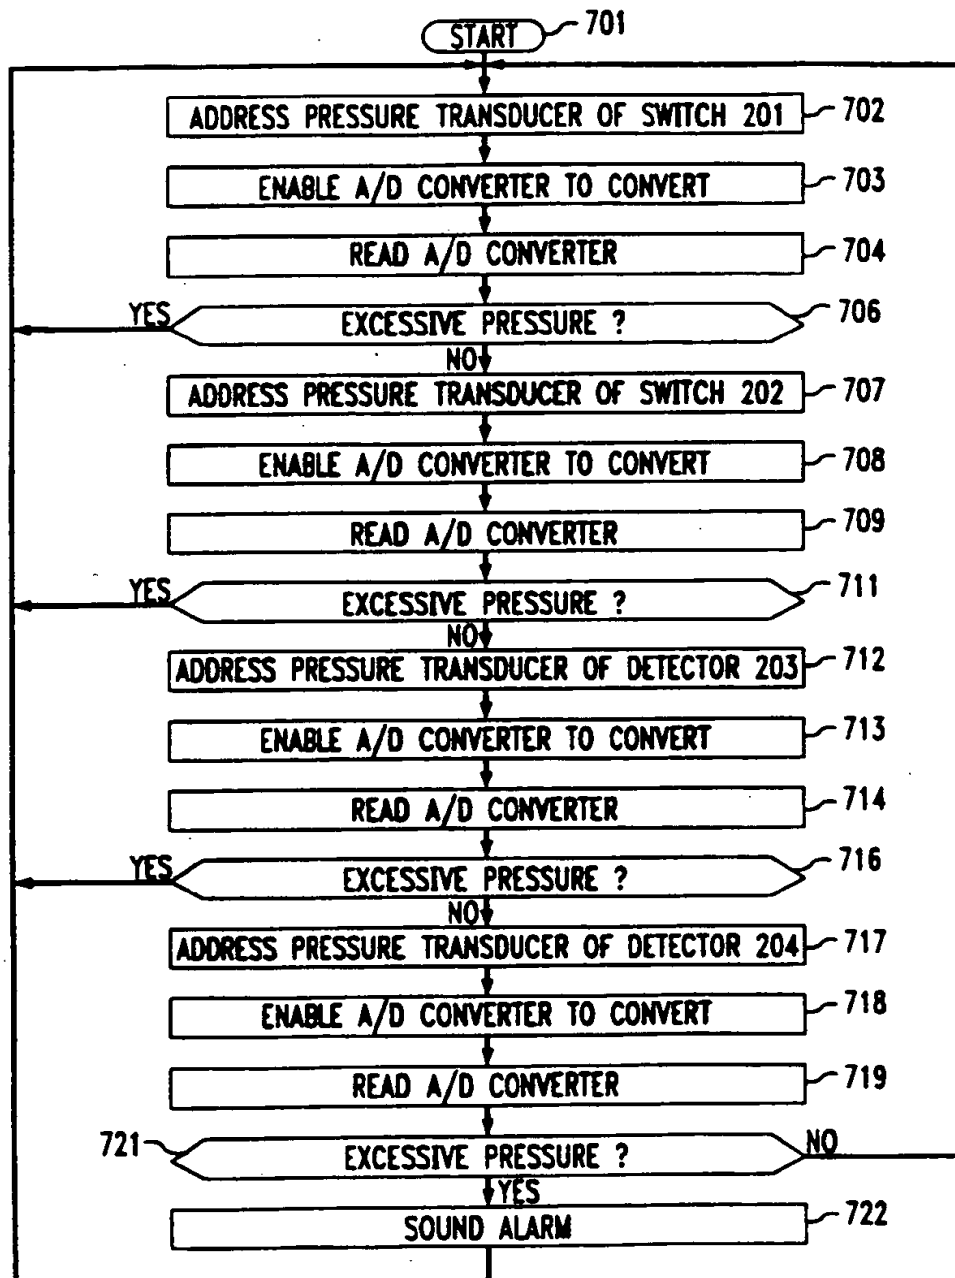 START 701
ADDRESS PRESSURE TRANSDUCER OF SWITCH 201 702
ENABLE A/D CONVERTER TO CONVERT 703
READ A/D CONVERTER 704
YES EXCESSIVE PRESSURE ? 706
NO
ADDRESS PRESSURE TRANSDUCER OF SWITCH 202 707
ENABLE A/D CONVERTER TO CONVERT 708
READ A/D CONVERTER 709
YES EXCESSIVE PRESSURE ? 711
NO
ADDRESS PRESSURE TRANSDUCER OF DETECTOR 203 712
ENABLE A/D CONVERTER TO CONVERT 713
READ A/D CONVERTER 714
YES EXCESSIVE PRESSURE ? 716
NO
ADDRESS PRESSURE TRANSDUCER OF DETECTOR 204 717
ENABLE A/D CONVERTER TO CONVERT 718
READ A/D CONVERTER 719
721 EXCESSIVE PRESSURE ? NO
YES
SOUND ALARM 722